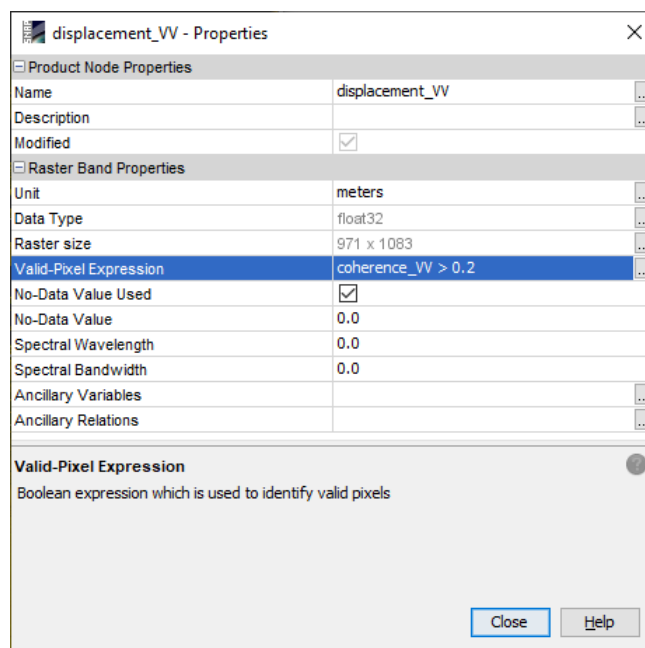 displacement_VV - Properties
Product Node Properties
Name displacement_VV ...
Description ...
Modified
Raster Band Properties
Unit meters ...
Data Type float32 ...
Raster size 971 x 1083 ...
Valid-Pixel Expression coherence_VV > 0.2 ...
No-Data Value Used
No-Data Value 0.0
Spectral Wavelength 0.0
Spectral Bandwidth 0.0
Ancillary Variables ...
Ancillary Relations ...
Valid-Pixel Expression ?
Boolean expression which is used to identify valid pixels
Close Help